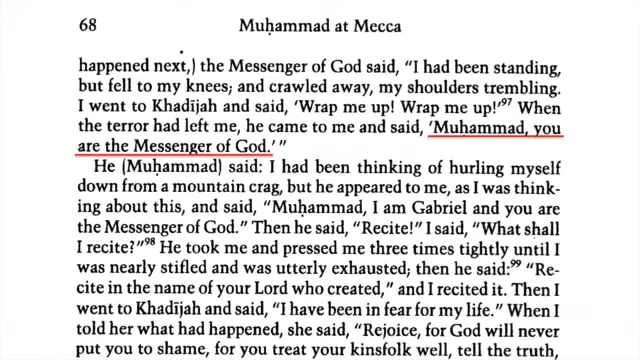 68 Muḥammad at Mecca
happened next,) the Messenger of God said, "I had been standing,
but fell to my knees; and crawled away, my shoulders trembling.
I went to Khadījah and said, 'Wrap me up! Wrap me up!'⁹⁷ When
the terror had left me, he came to me and said, 'Muḥammad, you
are the Messenger of God.'"
He (Muḥammad) said: I had been thinking of hurling myself
down from a mountain crag, but he appeared to me, as I was think-
ing about this, and said, "Muḥammad, I am Gabriel and you are
the Messenger of God." Then he said, "Recite!" I said, "What shall
I recite?"⁹⁸ He took me and pressed me three times tightly until I
was nearly stifled and was utterly exhausted; then he said:⁹⁹ "Re-
cite in the name of your Lord who created," and I recited it. Then I
went to Khadījah and said, "I have been in fear for my life." When I
told her what had happened, she said, "Rejoice, for God will never
put you to shame, for you treat your kinsfolk well, tell the truth,